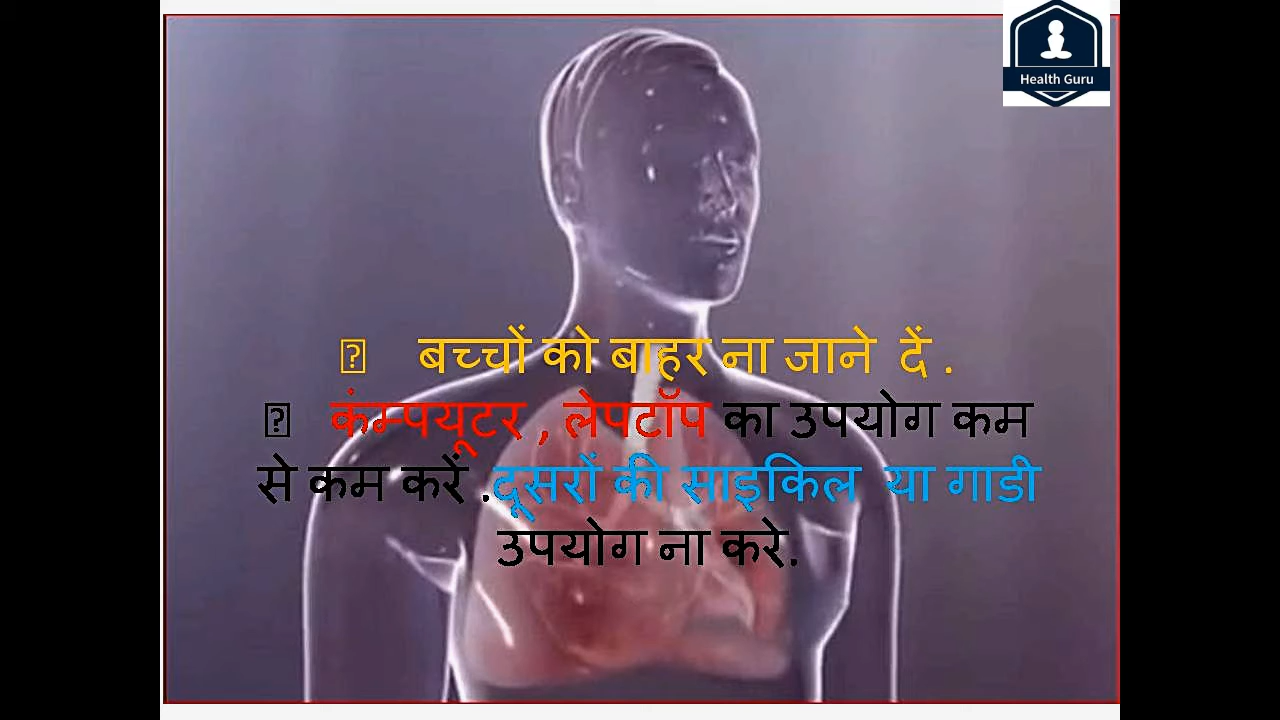 Health Guru
बच्चों को बाहर ना जाने दें .
कंम्पयूटर , लेपटॉप का उपयोग कम
से कम करें .दूसरों की साइकिल या गाडी
उपयोग ना करे.